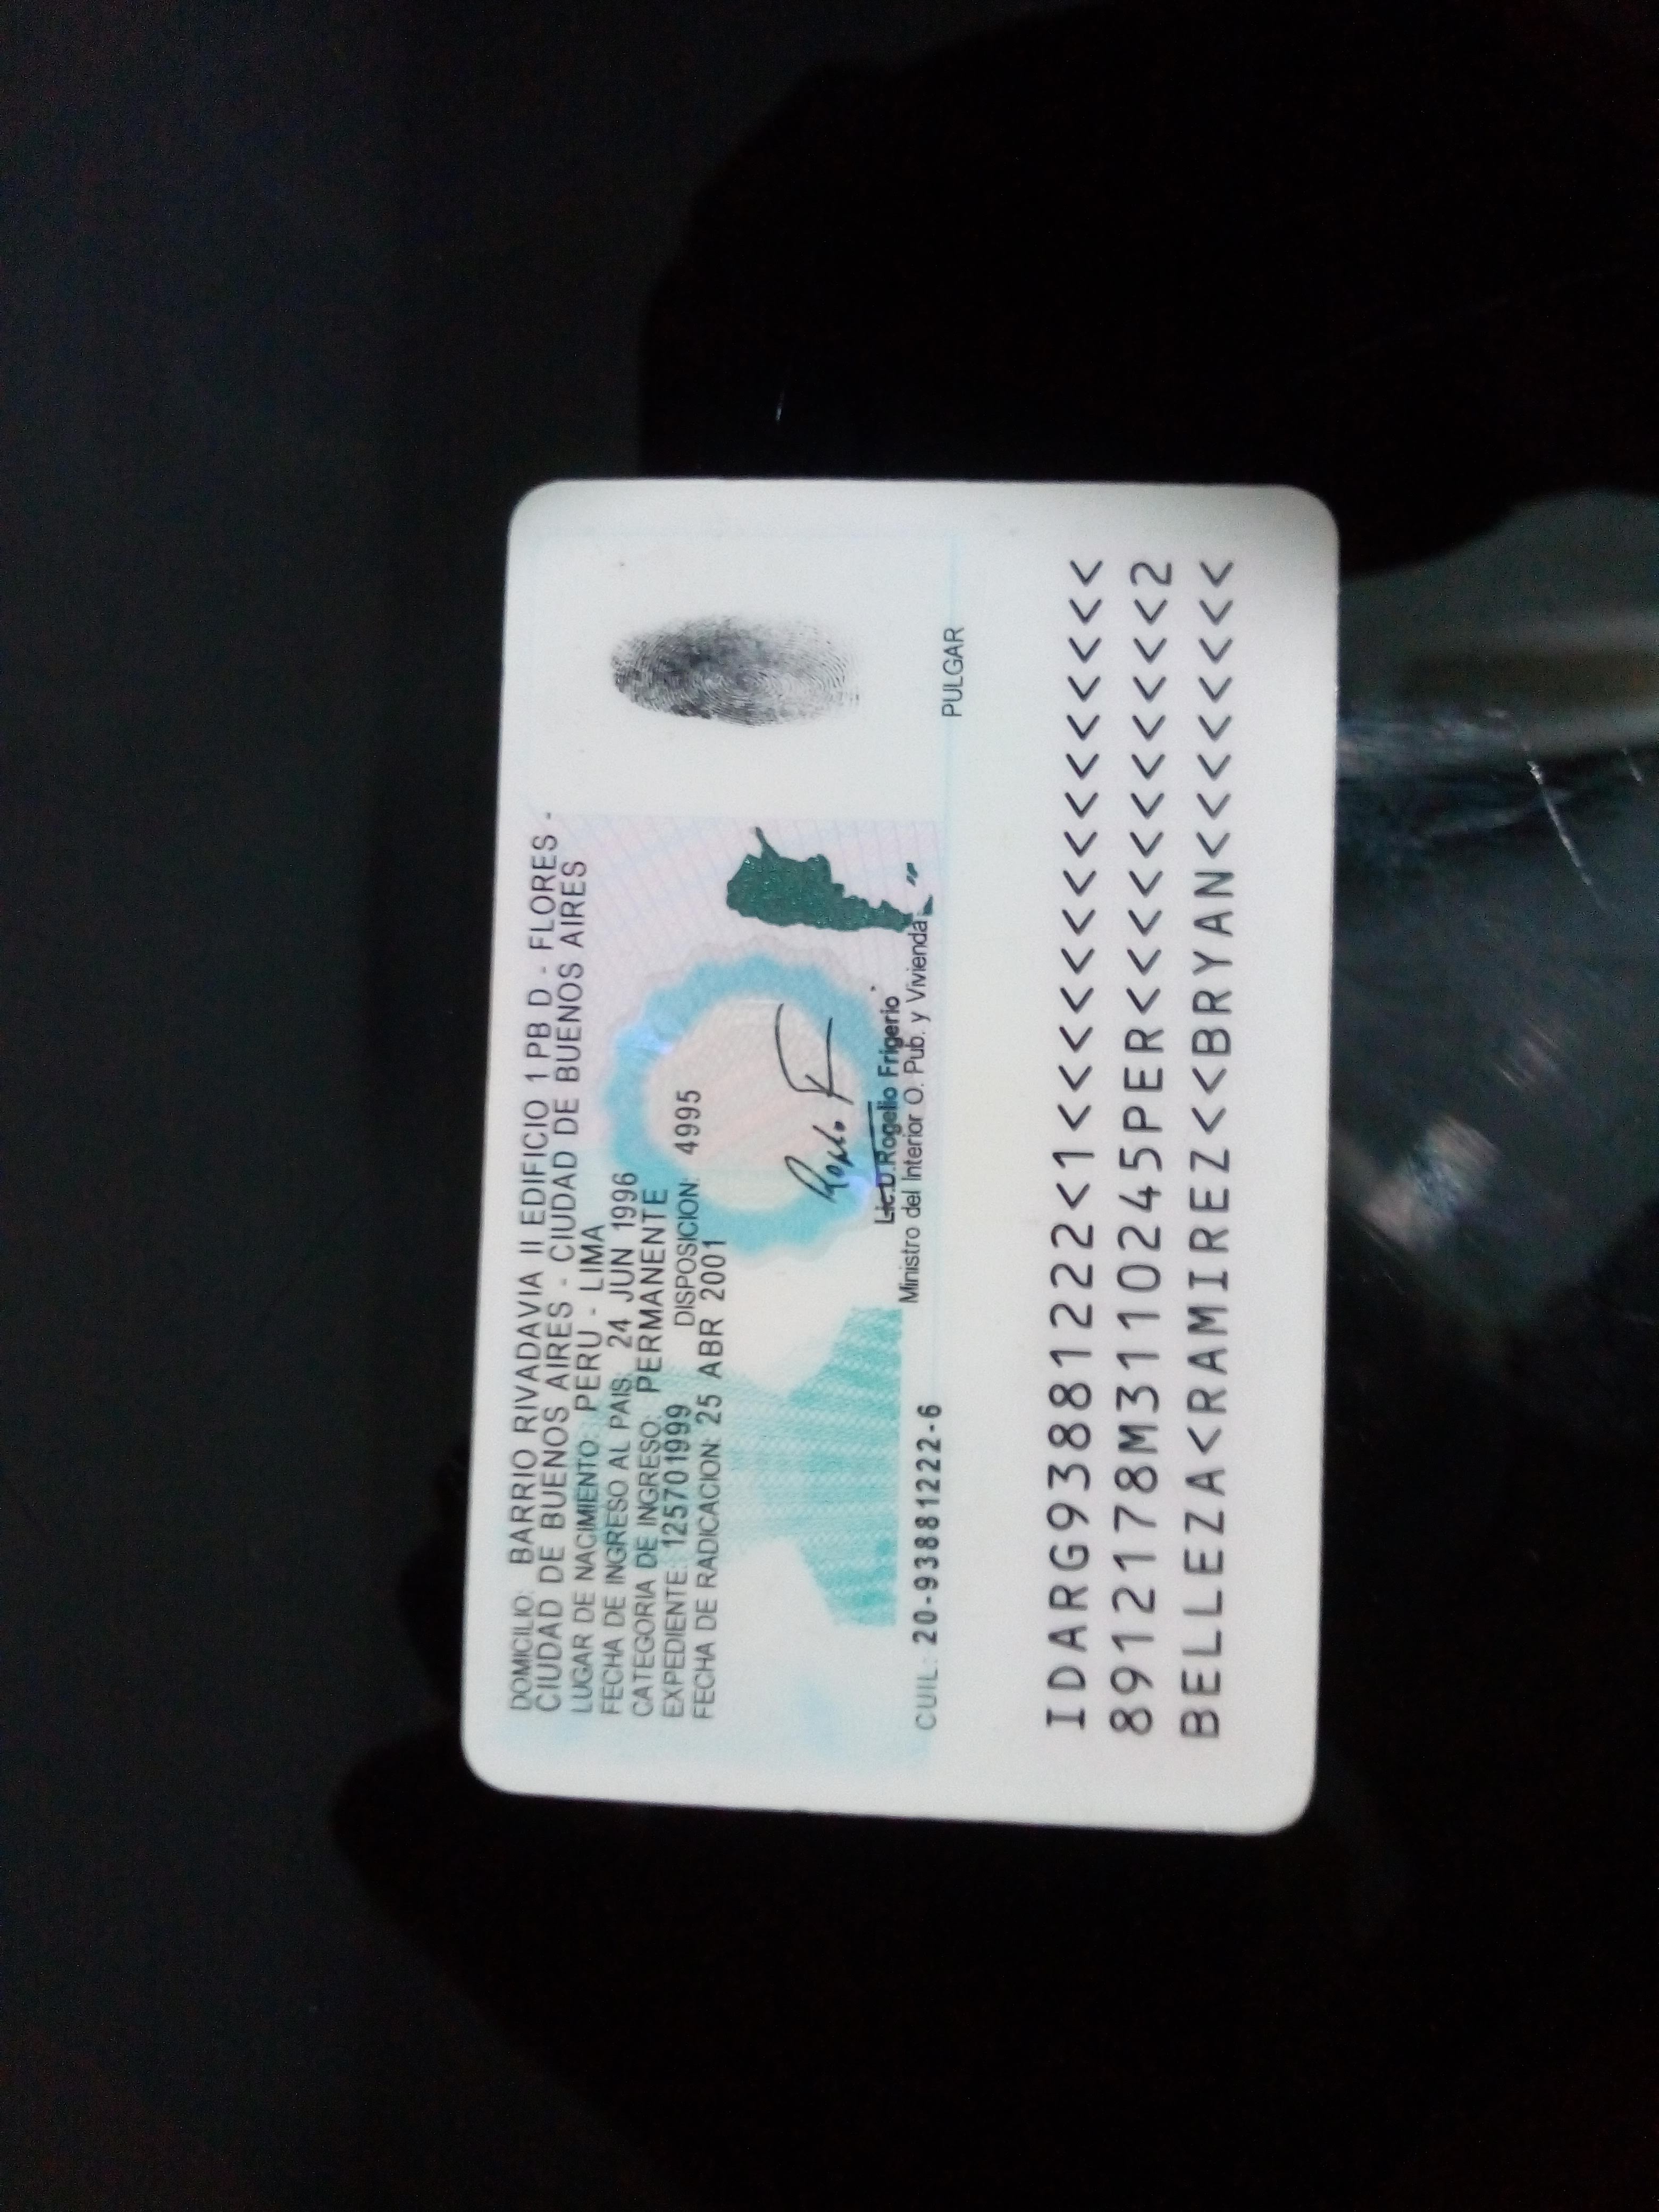 DOMICILIO: BARRIO RIVADAVIA II EDIFICIO 1 PB D - FLORES -
CIUDAD DE BUENOS AIRES - CIUDAD DE BUENOS AIRES
LUGAR DE NACIMIENTO: PERU - LIMA
FECHA DE INGRESO AL PAIS: 24 JUN 1996
CATEGORIA DE INGRESO: PERMANENTE
EXPEDIENTE: 125701999 DISPOSICION: 4995
FECHA DE RADICACION: 25 ABR 2001
Lic.D.Rogelio Frigerio
Ministro del Interior O. Pub. y Vivienda
CUIL: 20-93881222-6
PULGAR
IDARG93881222<1<<<<<<<<<<<<<<<
8912178M3110245PER<<<<<<<<<<<2
BELLEZA<RAMIREZ<<BRYAN<<<<<<<<